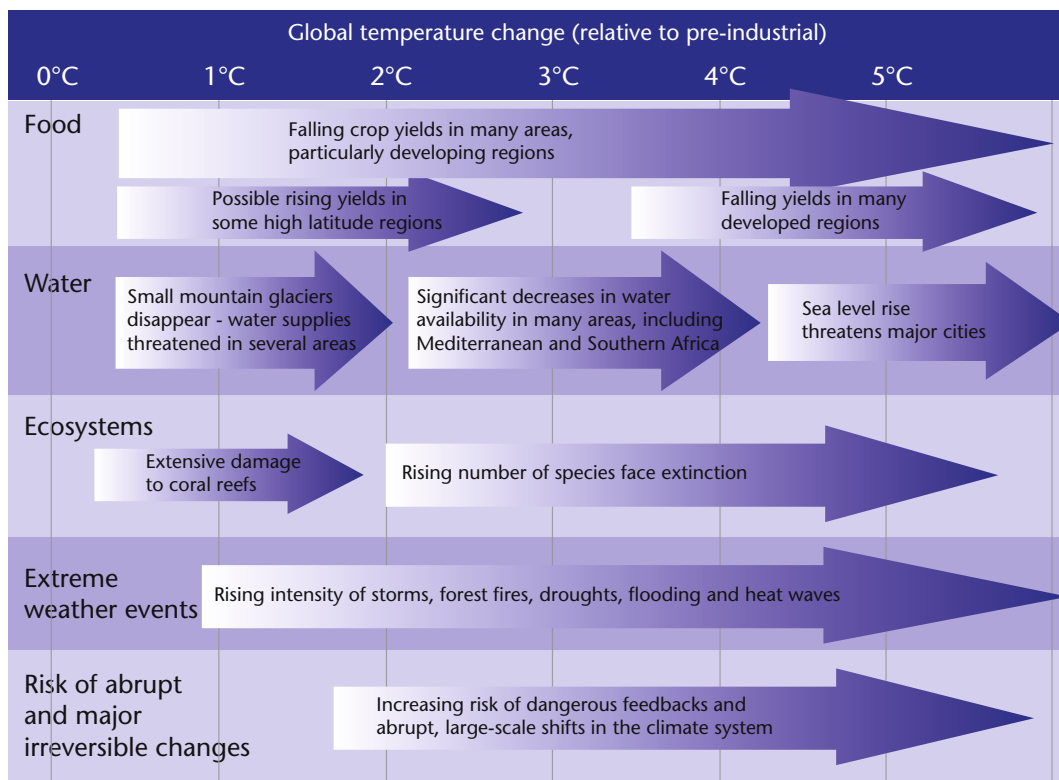 Global temperature change (relative to pre-industrial)
0°C 1°C 2°C 3°C 4°C 5°C
Food
Falling crop yields in many areas,
particularly developing regions
Possible rising yields in
some high latitude regions
Falling yields in many
developed regions
Water
Small mountain glaciers
disappear - water supplies
threatened in several areas
Significant decreases in water
availability in many areas, including
Mediterranean and Southern Africa
Sea level rise
threatens major cities
Ecosystems
Extensive damage
to coral reefs
Rising number of species face extinction
Extreme
weather events
Rising intensity of storms, forest fires, droughts, flooding and heat waves
Risk of abrupt
and major
irreversible changes
Increasing risk of dangerous feedbacks and
abrupt, large-scale shifts in the climate system